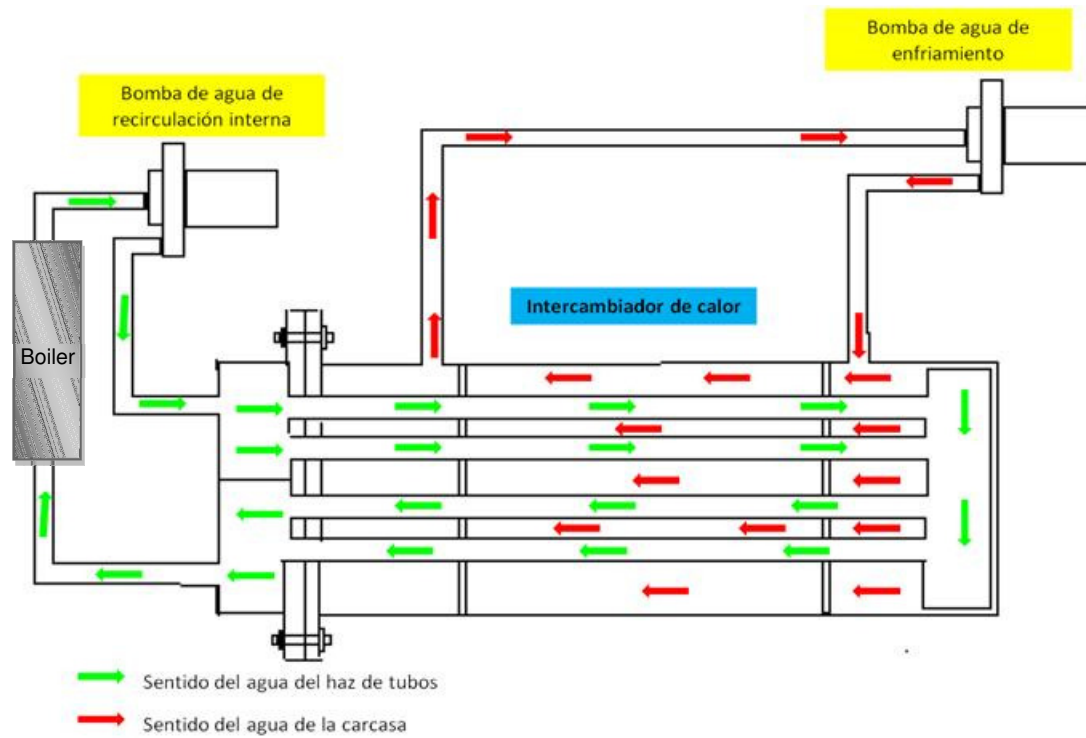 Bomba de agua de
enfriamiento
Bomba de agua de
recirculación interna
Intercambiador de calor
Boiler
Sentido del agua del haz de tubos
Sentido del agua de la carcasa